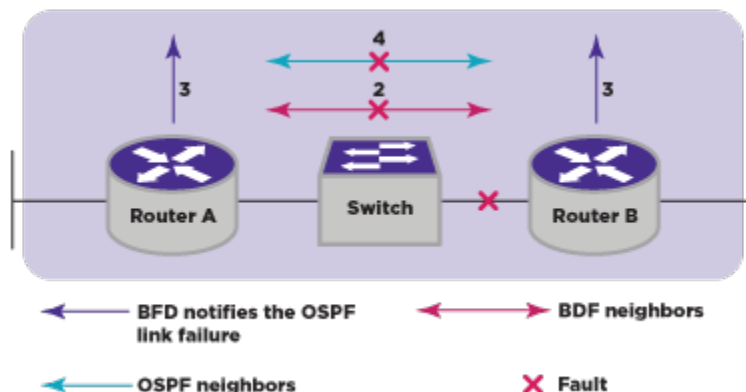 4
3
2
3
Router A
Switch
Router B
BFD notifies the OSPF
link failure
BDF neighbors
OSPF neighbors
Fault